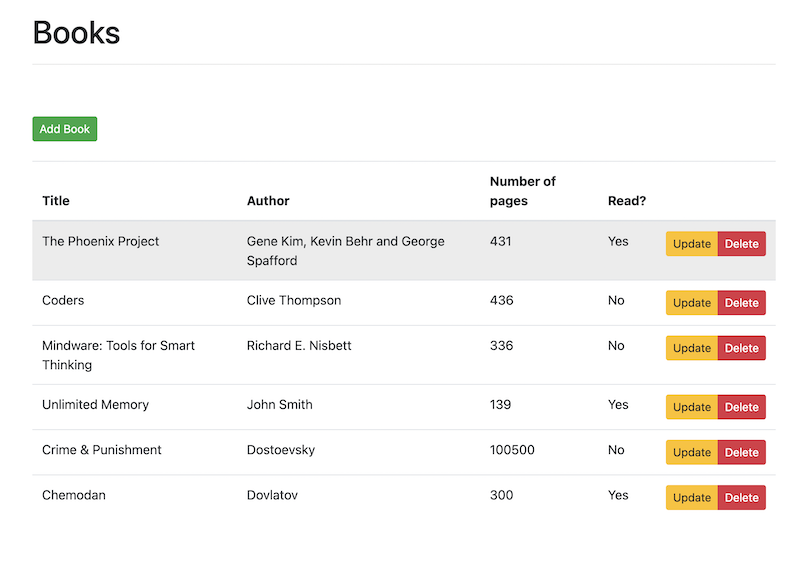 Books
Add Book
Title Author Number of pages Read?
The Phoenix Project Gene Kim, Kevin Behr and George Spafford 431 Yes Update Delete
Coders Clive Thompson 436 No Update Delete
Mindware: Tools for Smart Thinking Richard E. Nisbett 336 No Update Delete
Unlimited Memory John Smith 139 Yes Update Delete
Crime & Punishment Dostoevsky 100500 No Update Delete
Chemodan Dovlatov 300 Yes Update Delete